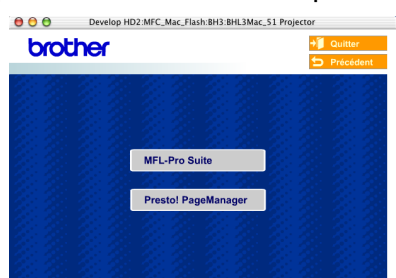 Develop HD2:MFC_Mac_Flash:BH3:BHL3Mac_51 Projector
brother
Quitter
Précédent
MFL-Pro Suite
Presto! PageManager